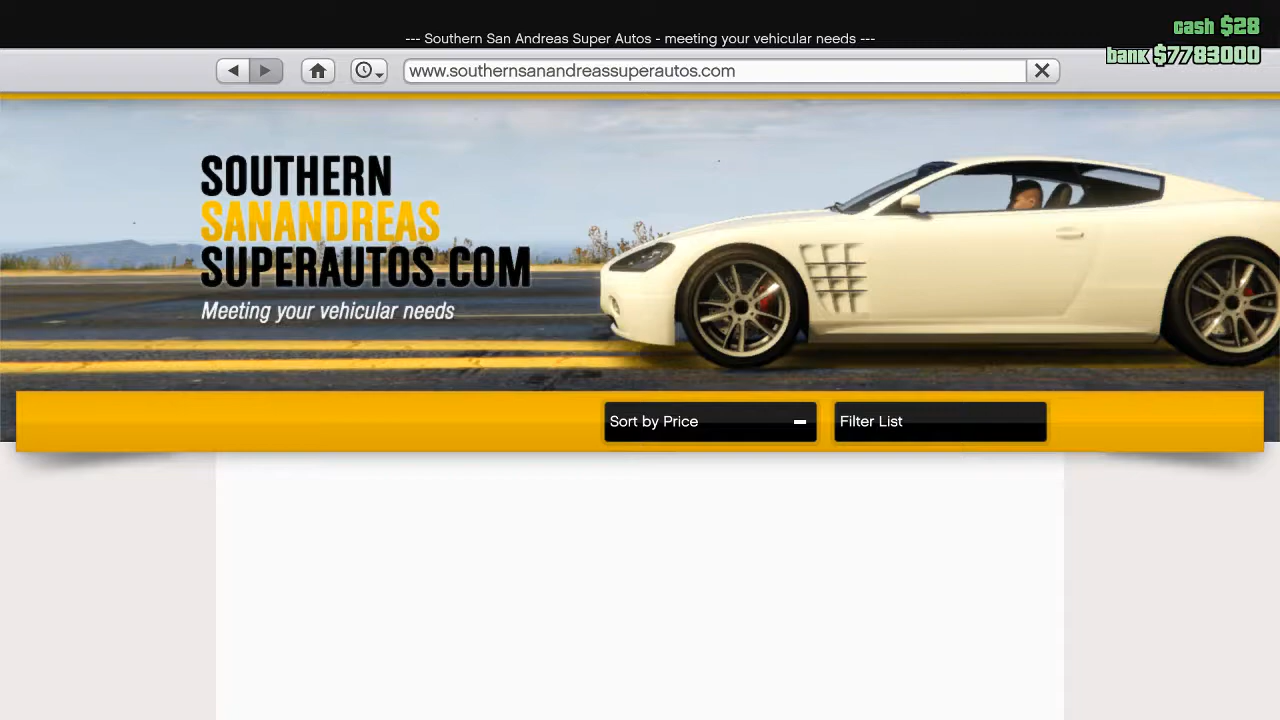 cash $28
--- Southern San Andreas Super Autos - meeting your vehicular needs ---
bank $7783000
www.southernsanandreassuperautos.com
SOUTHERN
SANANDREAS
SUPERAUTOS.COM
Meeting your vehicular needs
Sort by Price
Filter List